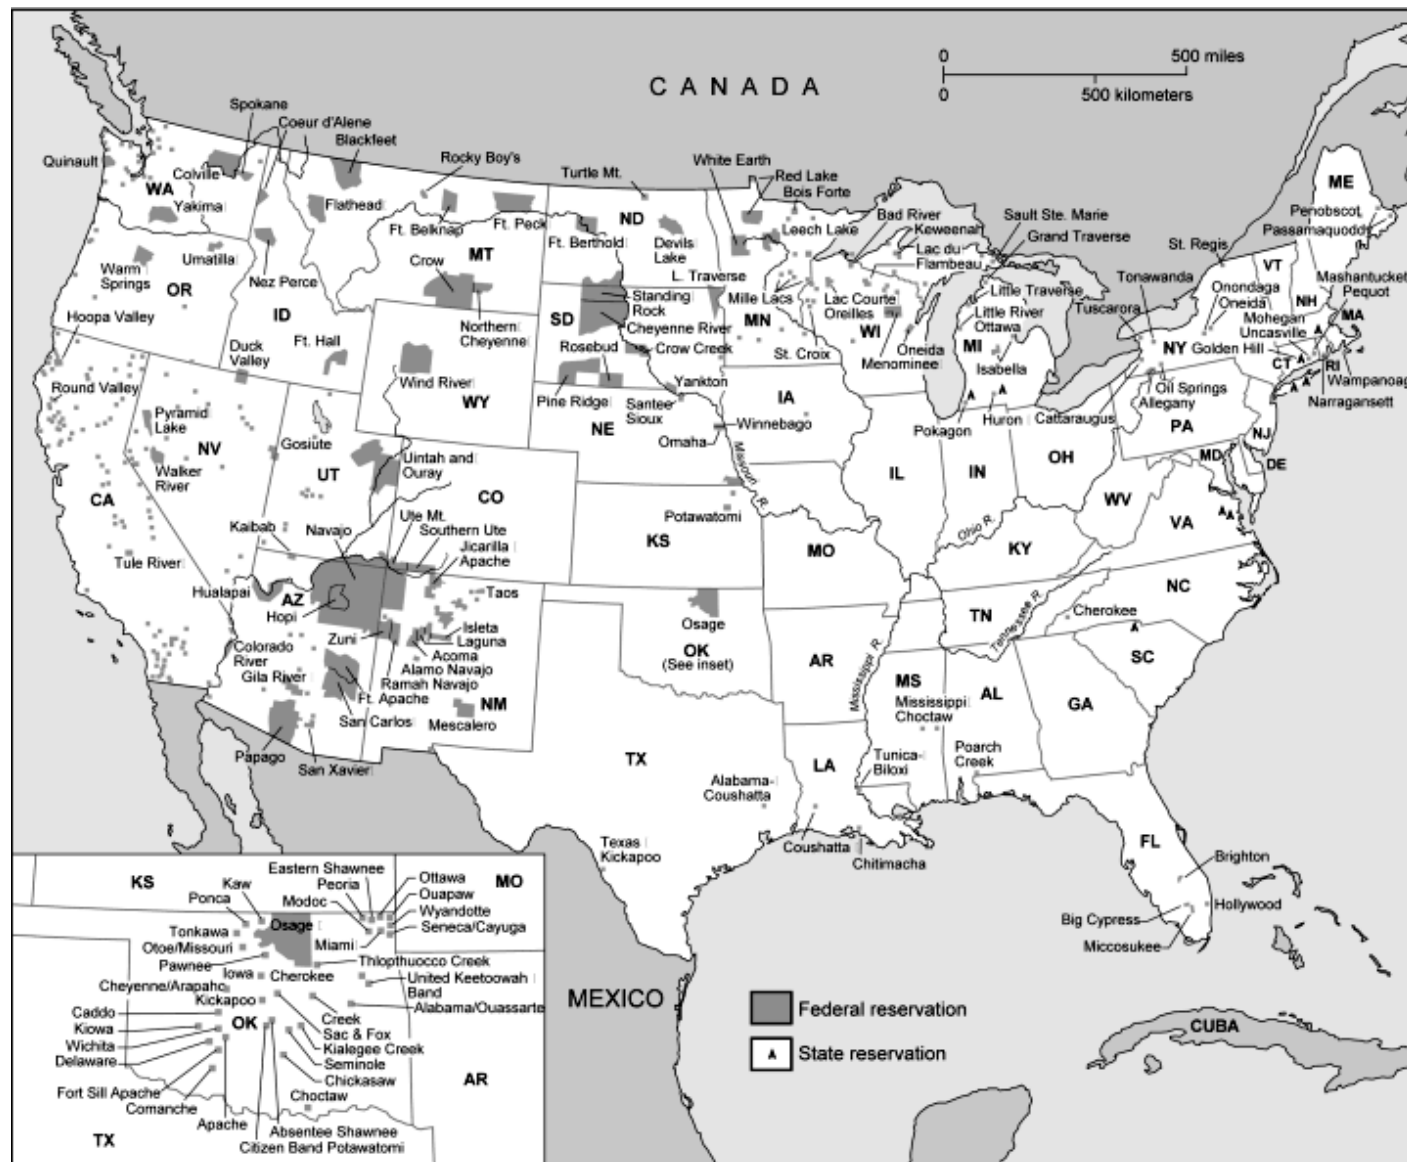 CANADA
0
500 miles
0
500 kilometers
Spokane
Coeur d'Alene
Blackfeet
Rocky Boy's
Turtle Mt.
White Earth
Red Lake
Bois Forte
Quinault
Colville
WA
Yakima
Flathead
Ft. Belknap
Ft. Peck
ND
Ft. Berthold
Devils
Lake
Leech Lake
Bad River
Keweenah
Lac du
Flambeau
Sault Ste. Marie
Grand Traverse
ME
Penobscot
Passamaquoddy
St. Regis
Umatilla
Warm
Springs
OR
Nez Perce
Crow
MT
L. Traverse
Mille Lacs
Lac Courte
Oreilles
Little Traverse
Little River
Ottawa
Tonawanda
Tuscarora
Onondaga
Oneida
VT
NH
Mashantucket
Pequot
MA
Mohegan
Uncasville
Golden Hill
Hoopa Valley
ID
Northern
Cheyenne
SD
Standing
Rock
Cheyenne River
MN
WI
MI
NY
CT
RI
Wampanoag
Narragansett
Duck
Valley
Ft. Hall
Rosebud
Crow Creek
St. Croix
Oneida
Menominee
Isabella
Oil Springs
Allegany
Cattaraugus
Round Valley
Wind River
WY
Pine Ridge
Yankton
Santee
Sioux
NE
IA
Winnebago
Omaha
Pokagon
Huron
PA
NJ
Pyramid
Lake
NV
Gosiute
Walker
River
UT
Uintah and
Ouray
CO
Missouri R.
IL
IN
OH
MD
DE
WV
VA
CA
Kaibab
Navajo
Ute Mt.
Southern Ute
Jicarilla
Apache
Potawatomi
KS
MO
Ohio R.
KY
Tule River
Hualapai
AZ
Hopi
Taos
Zuni
Isleta
Laguna
Acoma
Alamo Navajo
Ramah Navajo
Osage
OK
(See inset)
AR
TN
Tennessee R.
Cherokee
NC
SC
Colorado
River
Gila River
Ft. Apache
San Carlos
NM
Mescalero
Mississippi R.
MS
Mississippi
Choctaw
AL
GA
Papago
San Xavier
TX
Alabama-
Coushatta
LA
Tunica-
Biloxi
Poarch
Creek
Texas
Kickapoo
Coushatta
Chitimacha
FL
Brighton
Big Cypress
Hollywood
Miccosukee
MEXICO
CUBA
Federal reservation
State reservation
KS
MO
Eastern Shawnee
Peoria
Modoc
Ottawa
Quapaw
Wyandotte
Seneca/Cayuga
Kaw
Ponca
Osage
Tonkawa
Otoe/Missouri
Pawnee
Miami
Iowa
Cherokee
Thlopthuocco Creek
Cheyenne/Arapaho
United Keetoowah
Band
Kickapoo
Alabama/Quassarte
Caddo
Kiowa
OK
Wichita
Delaware
Creek
Sac & Fox
Kialegee Creek
Seminole
Chickasaw
Fort Sill Apache
Comanche
Choctaw
Apache
Absentee Shawnee
Citizen Band Potawatomi
AR
TX